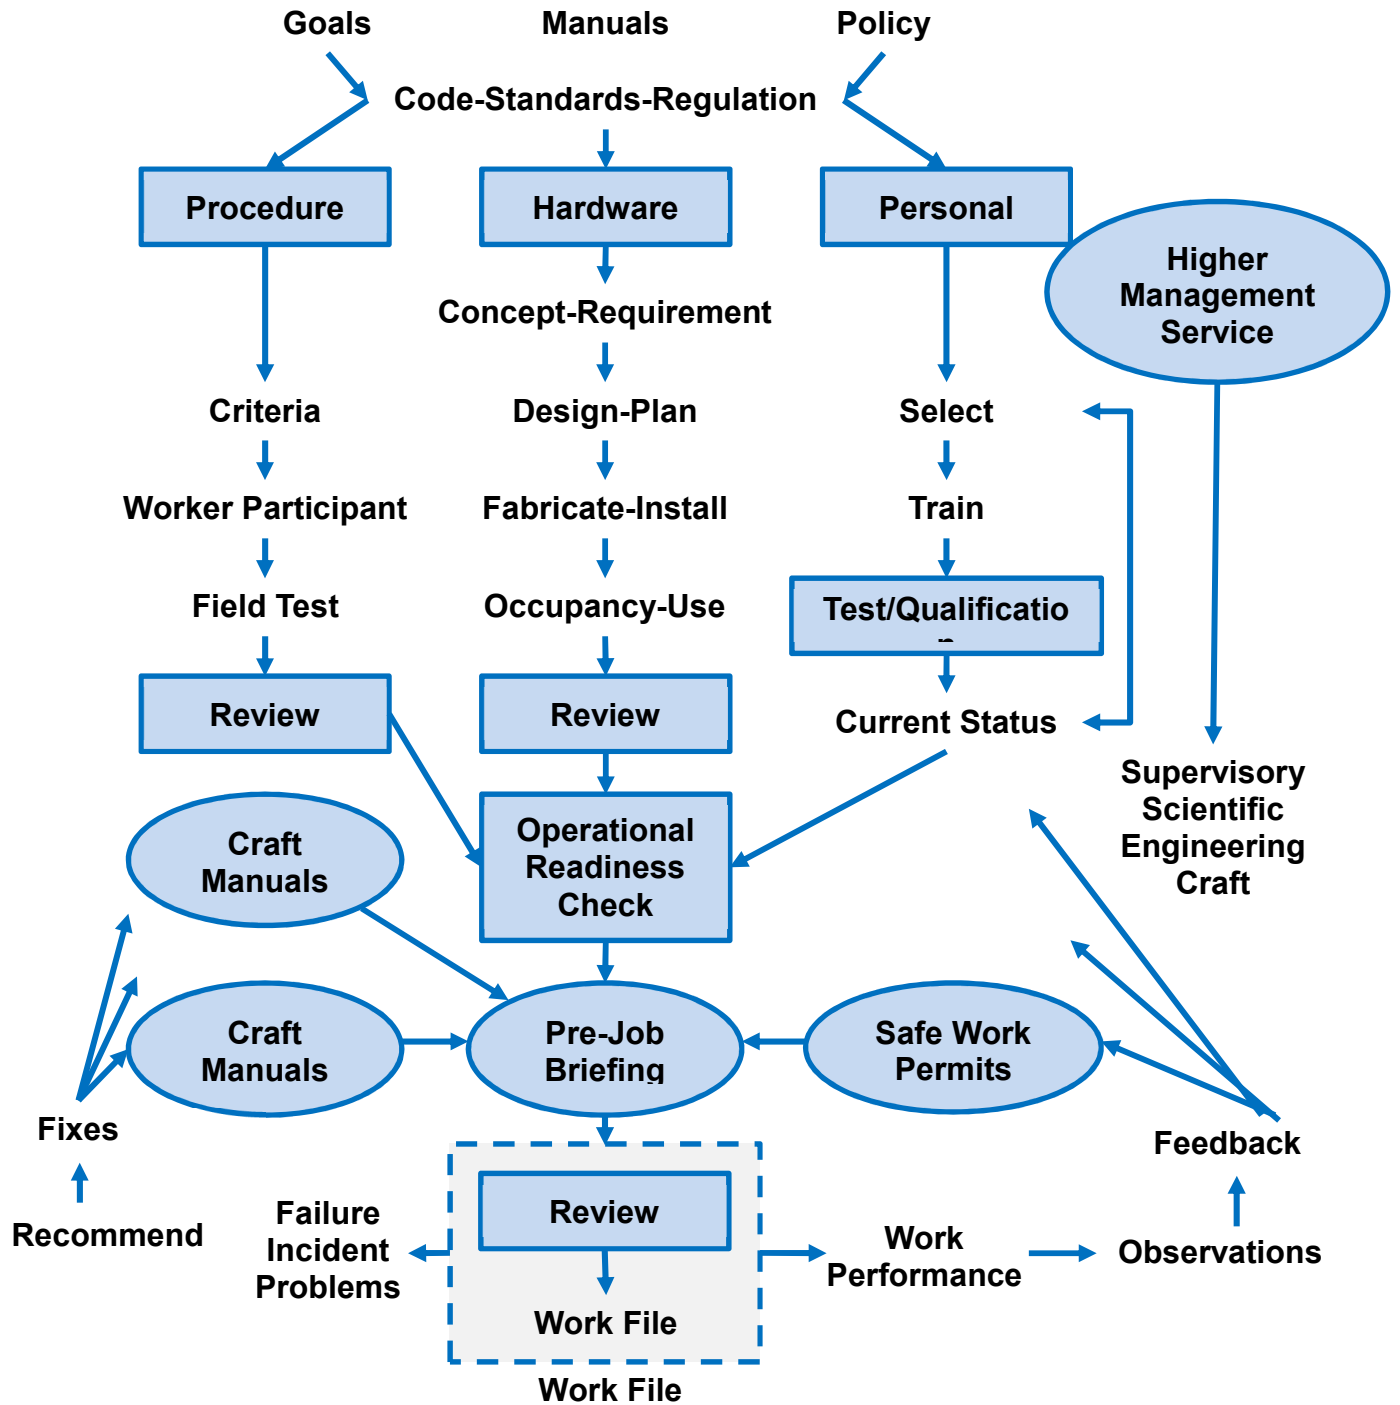 Goals
Manuals
Policy
Code-Standards-Regulation
Procedure
Hardware
Personal
Higher
Management
Service
Concept-Requirement
Criteria
Design-Plan
Select
Worker Participant
Fabricate-Install
Train
Field Test
Occupancy-Use
Test/Qualificatio
n
Review
Review
Current Status
Supervisory
Scientific
Engineering
Craft
Craft
Manuals
Operational
Readiness
Check
Craft
Manuals
Pre-Job
Briefing
Safe Work
Permits
Fixes
Feedback
Recommend
Failure
Incident
Problems
Review
Work
Performance
Observations
Work File
Work File